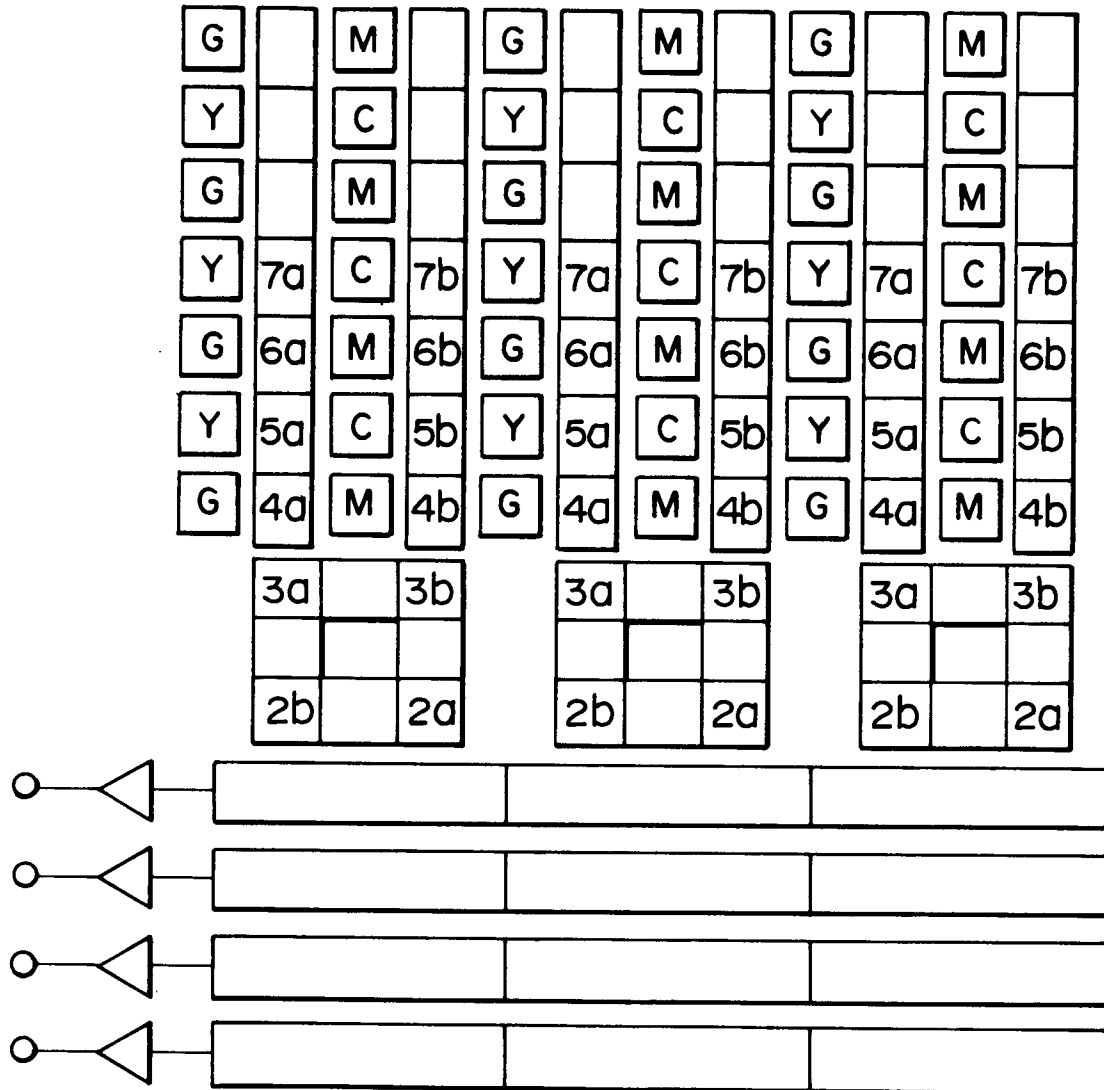 G M G M G M
Y C Y C Y C
G M G M G M
Y 7a C 7b Y 7a C 7b Y 7a C 7b
G 6a M 6b G 6a M 6b G 6a M 6b
Y 5a C 5b Y 5a C 5b Y 5a C 5b
G 4a M 4b G 4a M 4b G 4a M 4b
3a 3b 3a 3b 3a 3b
2b 2a 2b 2a 2b 2a